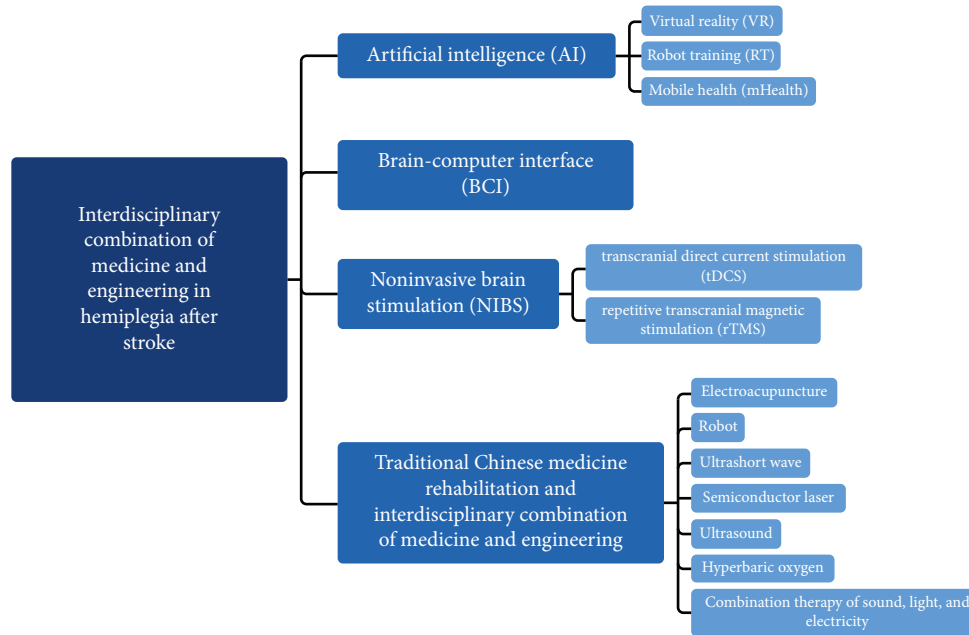 Interdisciplinary
combination of
medicine and
engineering in
hemiplegia after
stroke
Artificial intelligence (AI)
Virtual reality (VR)
Robot training (RT)
Mobile health (mHealth)
Brain-computer interface
(BCI)
Noninvasive brain
stimulation (NIBS)
transcranial direct current stimulation
(tDCS)
repetitive transcranial magnetic
stimulation (rTMS)
Traditional Chinese medicine
rehabilitation and
interdisciplinary combination
of medicine and engineering
Electroacupuncture
Robot
Ultrashort wave
Semiconductor laser
Ultrasound
Hyperbaric oxygen
Combination therapy of sound, light, and
electricity